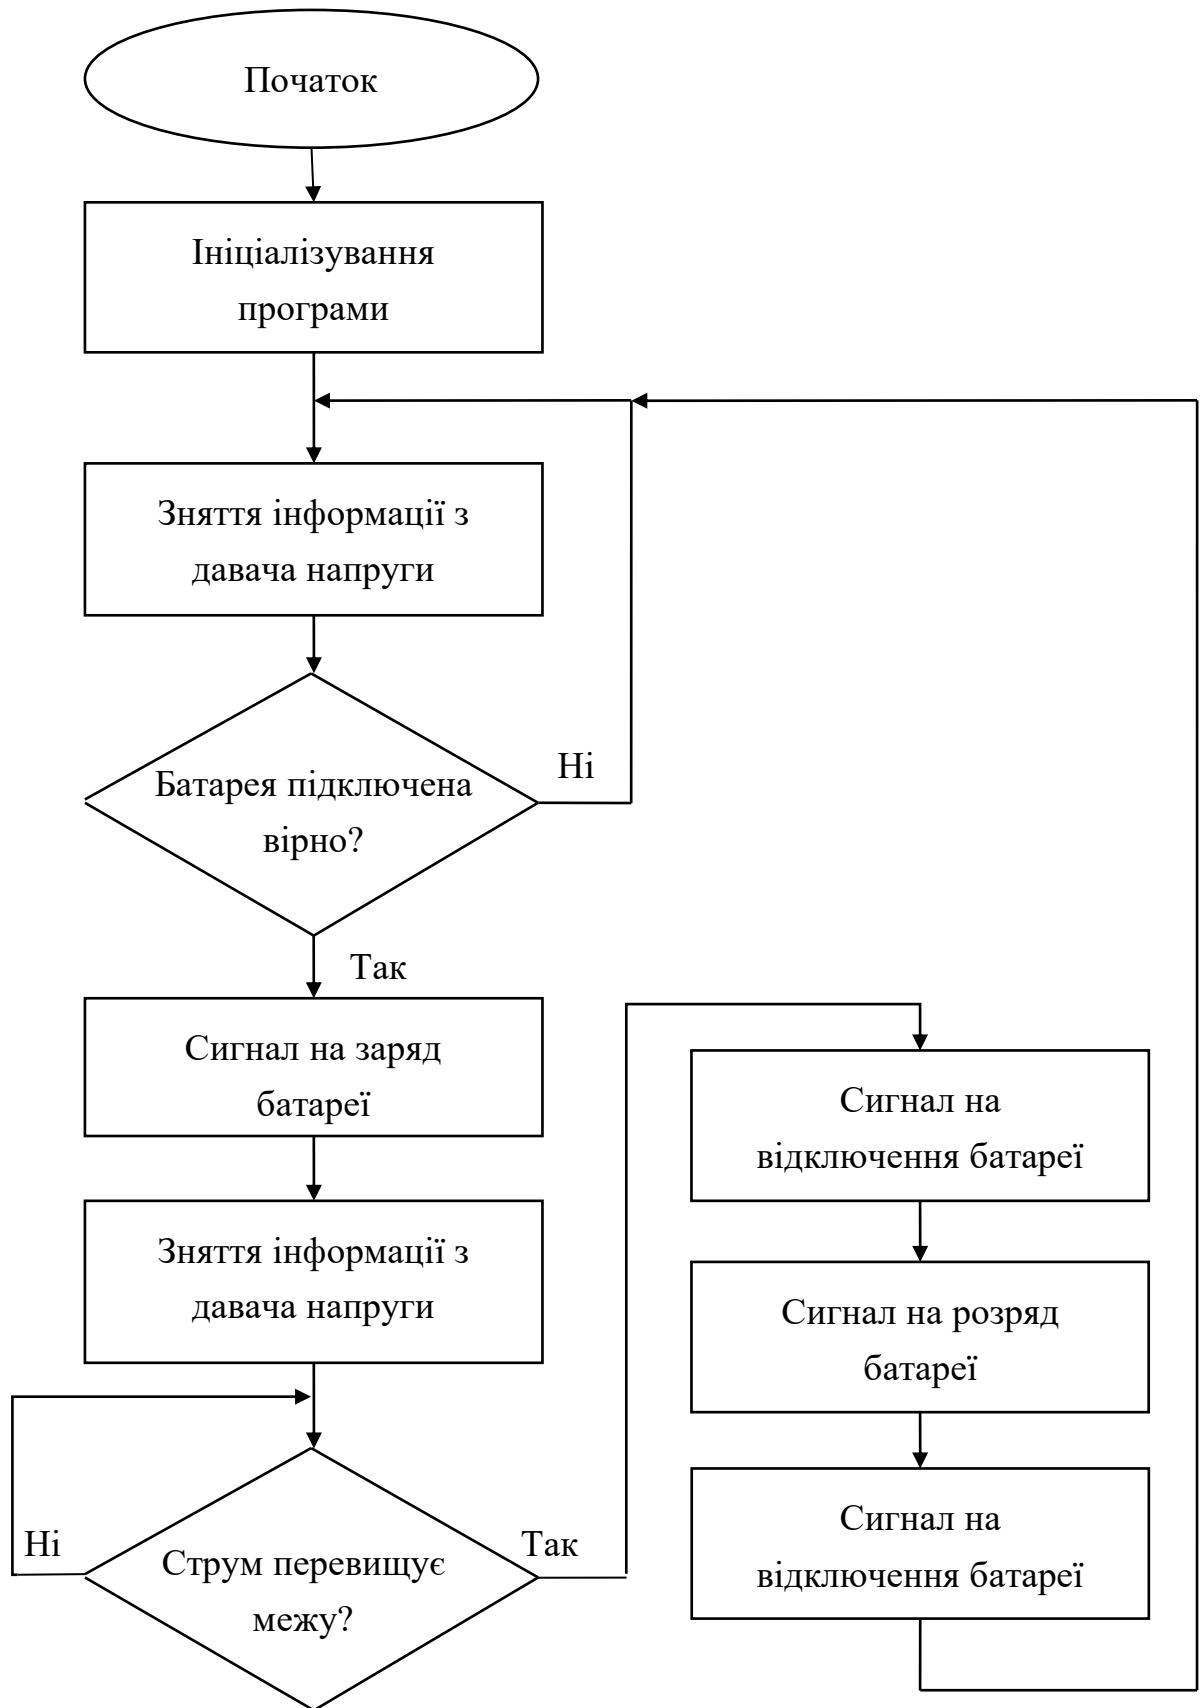 Початок
Ініціалізування
програми
Зняття інформації з
давача напруги
Батарея підключена
вірно?
Ні
Так
Сигнал на заряд
батареї
Зняття інформації з
давача напруги
Струм перевищує
межу?
Ні
Так
Сигнал на
відключення батареї
Сигнал на розряд
батареї
Сигнал на
відключення батареї